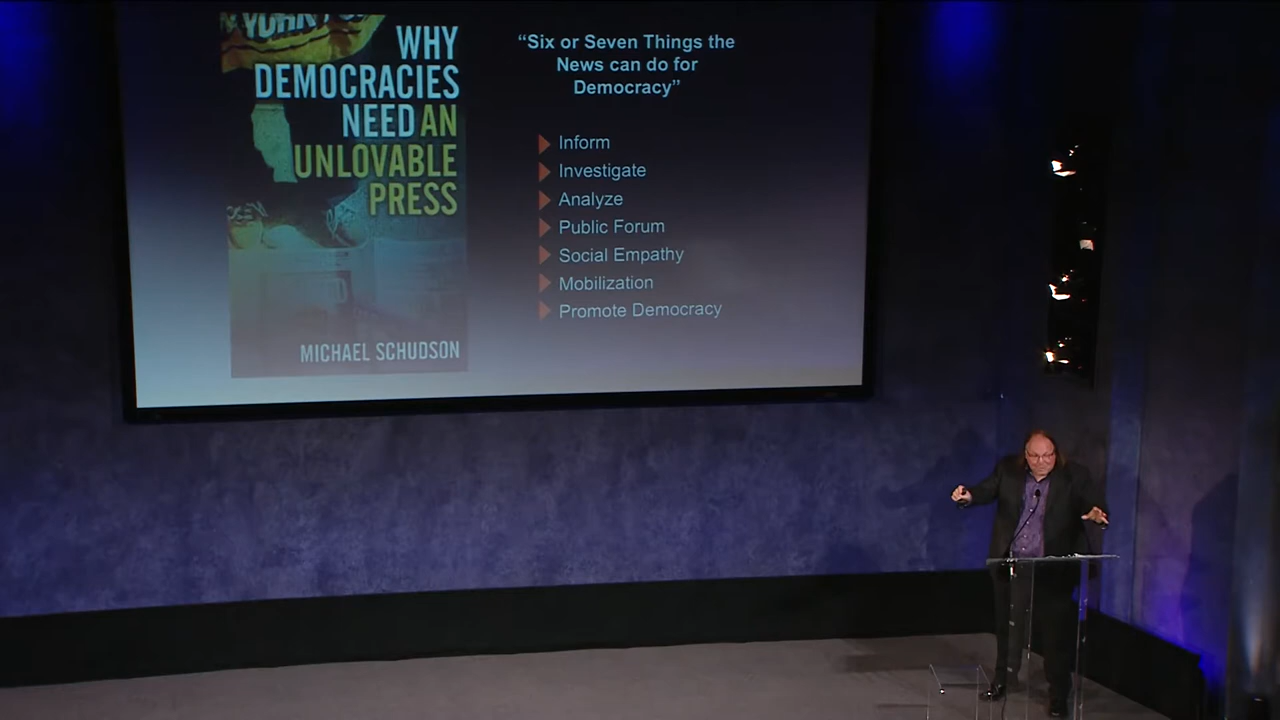 WHY
DEMOCRACIES
NEED AN
UNLOVABLE
PRESS
MICHAEL SCHUDSON
“Six or Seven Things the
News can do for
Democracy”
Inform
Investigate
Analyze
Public Forum
Social Empathy
Mobilization
Promote Democracy